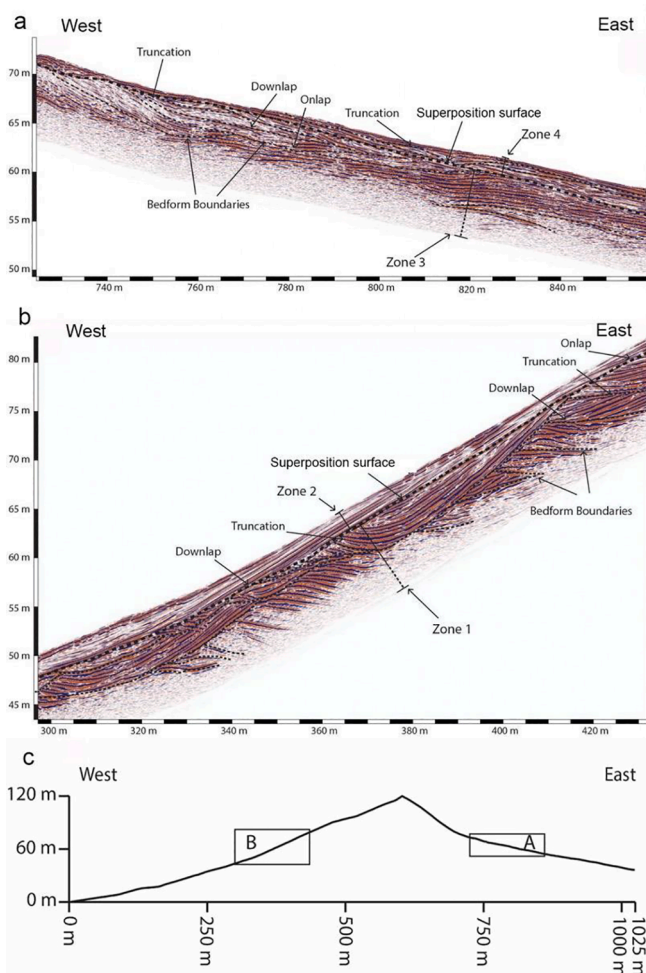 a
West
East
Truncation
70 m
Downlap
Onlap
Truncation
Superposition surface
Zone 4
65 m
60 m
Bedform Boundaries
55 m
Zone 3
50 m
740 m
760 m
780 m
800 m
820 m
840 m
b
West
East
Onlap
80 m
Truncation
Downlap
75 m
70 m
Superposition surface
Zone 2
Bedform Boundaries
65 m
Truncation
60 m
Downlap
55 m
Zone 1
50 m
45 m
300 m
320 m
340 m
360 m
380 m
400 m
420 m
c
West
East
120 m
B
A
60 m
0 m
0 m
250 m
500 m
750 m
1000 m
1025 m